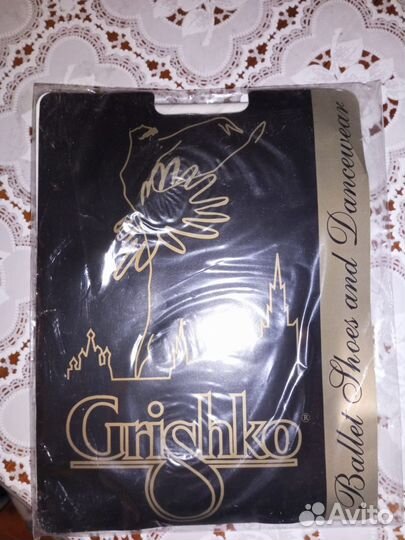 Grishko®
Ballet Shoes and Dancewear
Avito